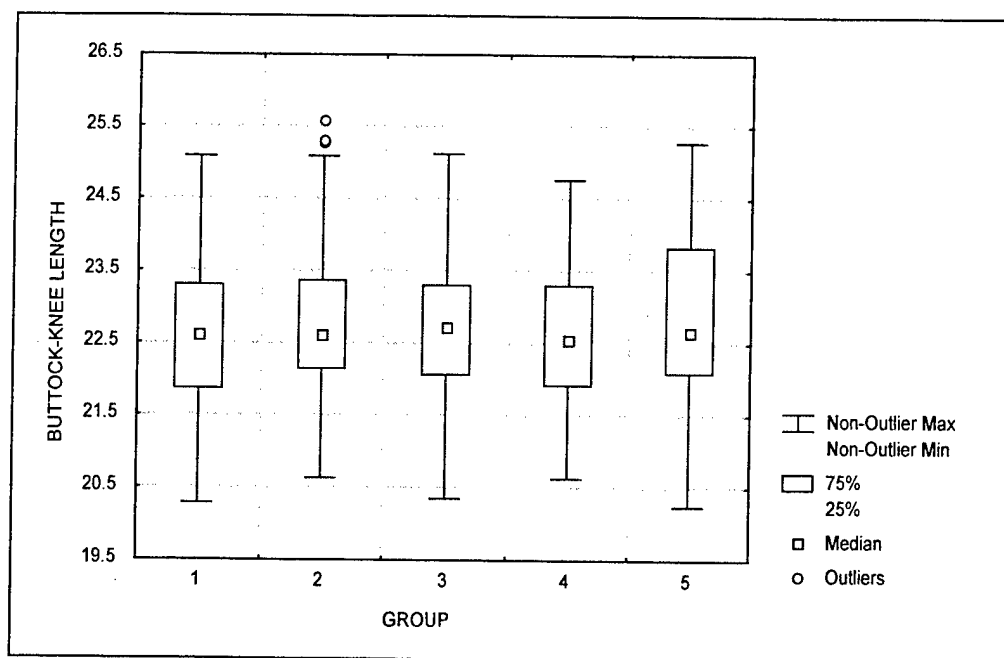 26.5
25.5
24.5
23.5
22.5
21.5
20.5
19.5
BUTTOCK-KNEE LENGTH
1 2 3 4 5
GROUP
Non-Outlier Max
Non-Outlier Min
75%
25%
Median
Outliers